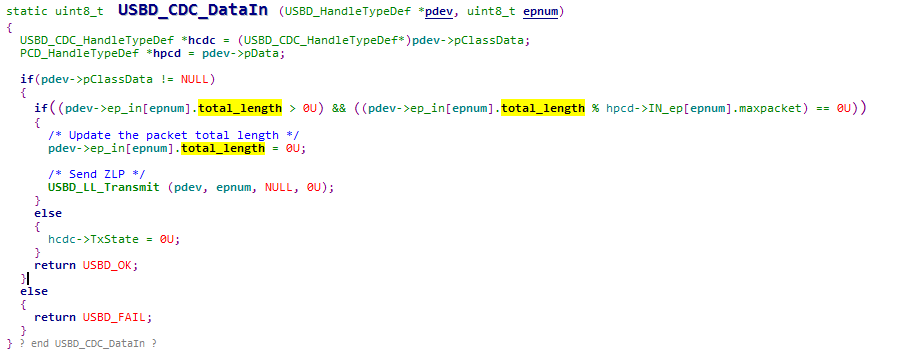 static uint8_t USBD_CDC_DataIn (USBD_HandleTypeDef *pdev, uint8_t epnum)
{
  USBD_CDC_HandleTypeDef *hcdc = (USBD_CDC_HandleTypeDef*)pdev->pClassData;
  PCD_HandleTypeDef *hpcd = pdev->pData;

  if(pdev->pClassData != NULL)
  {
    if((pdev->ep_in[epnum].total_length > 0U) && ((pdev->ep_in[epnum].total_length % hpcd->IN_ep[epnum].maxpacket) == 0U))
    {
      /* Update the packet total length */
      pdev->ep_in[epnum].total_length = 0U;

      /* Send ZLP */
      USBD_LL_Transmit (pdev, epnum, NULL, 0U);
    }
    else
    {
      hcdc->TxState = 0U;
    }
    return USBD_OK;
  }
  else
  {
    return USBD_FAIL;
  }
} ? end USBD_CDC_DataIn ?